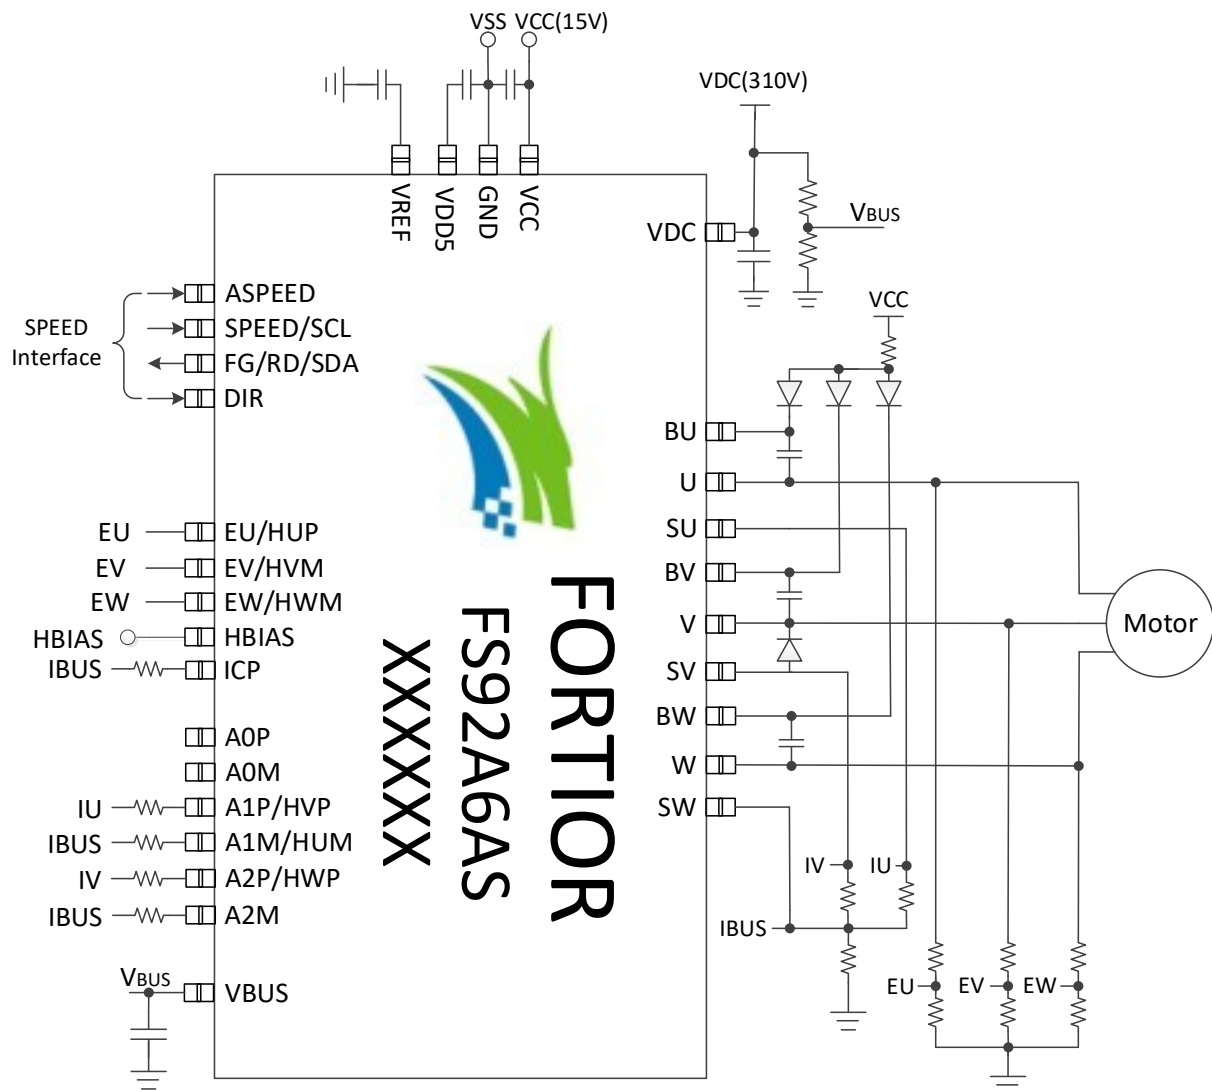 VSS VCC(15V)
VDC(310V)
VREF
VDD5
GND
VCC
VDC
VBUS
SPEED
Interface
ASPEED
SPEED/SCL
FG/RD/SDA
DIR
VCC
BU
U
SU
BV
V
SV
BW
W
SW
Motor
EU EU/HUP
EV EV/HVM
EW EW/HWM
HBIAS HBIAS
IBUS ICP
A0P
A0M
IU A1P/HVP
IBUS A1M/HUM
IV A2P/HWP
IBUS A2M
VBUS VBUS
FORTIOR
FS92A6AS
XXXXXXX
IV IU
IBUS
EU EV EW